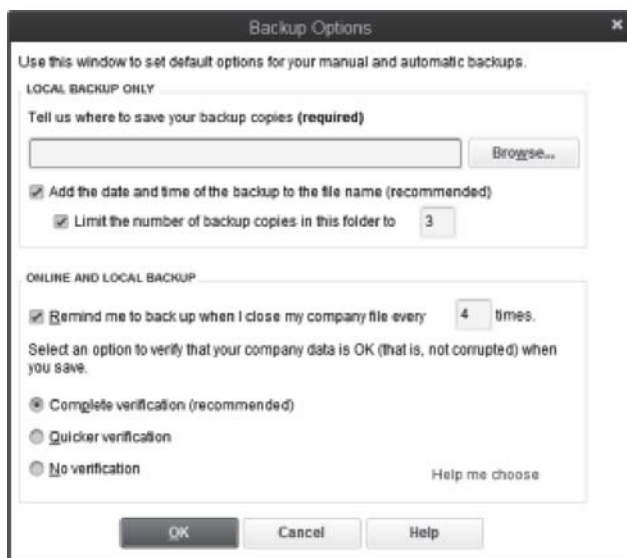 Backup Options
Use this window to set default options for your manual and automatic backups.
LOCAL BACKUP ONLY
Tell us where to save your backup copies (required)
Browse...
Add the date and time of the backup to the file name (recommended)
Limit the number of backup copies in this folder to 3
ONLINE AND LOCAL BACKUP
Remind me to back up when I close my company file every 4 times.
Select an option to verify that your company data is OK (that is, not corrupted) when
you save.
Complete verification (recommended)
Quicker verification
No verification
Help me choose
OK Cancel Help